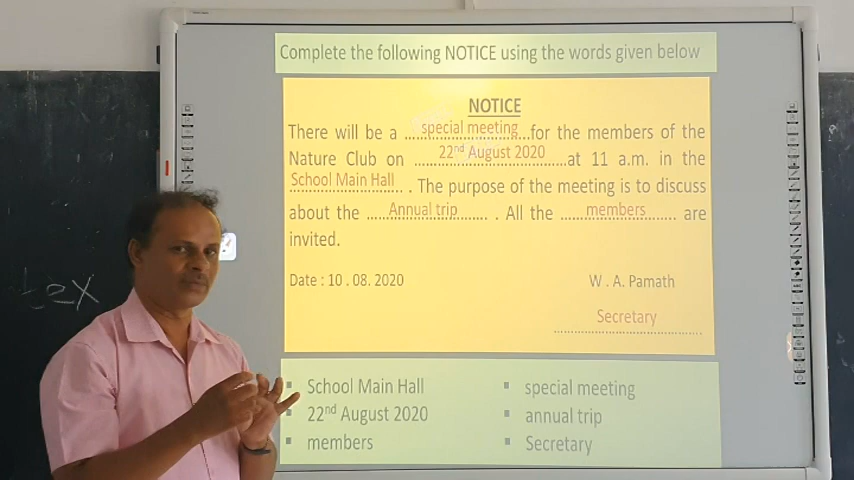 Complete the following NOTICE using the words given below
NOTICE
There will be a ...special meeting...for the members of the
Nature Club on ...22nd August 2020...at 11 a.m. in the
School Main Hall . The purpose of the meeting is to discuss
about the ...Annual trip... . All the ...members... are
invited.
Date : 10 . 08. 2020 W . A. Pamath
Secretary
▪ School Main Hall ▪ special meeting
▪ 22nd August 2020 ▪ annual trip
▪ members ▪ Secretary